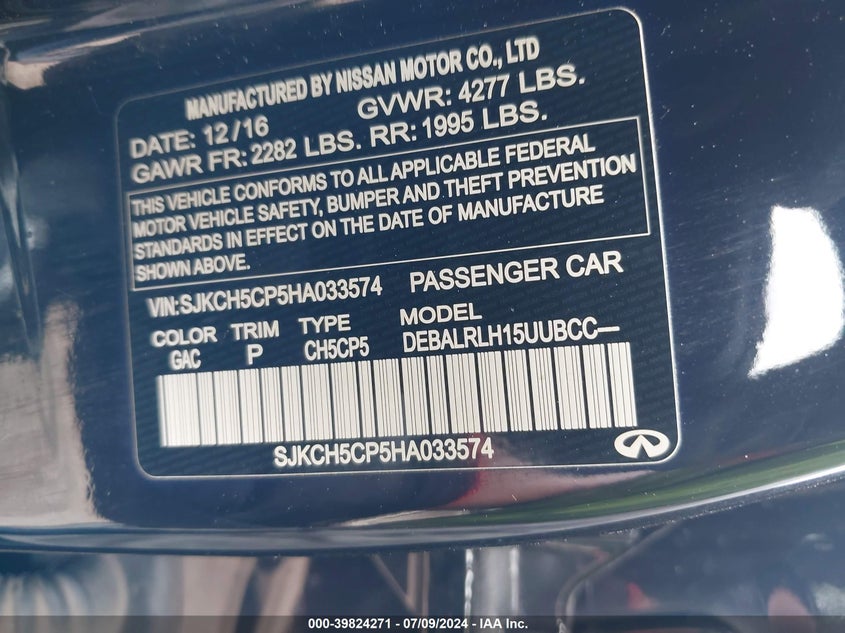 MANUFACTURED BY NISSAN MOTOR CO., LTD
DATE: 12/16 GVWR: 4277 LBS.
GAWR FR: 2282 LBS. RR: 1995 LBS.
THIS VEHICLE CONFORMS TO ALL APPLICABLE FEDERAL
MOTOR VEHICLE SAFETY, BUMPER AND THEFT PREVENTION
STANDARDS IN EFFECT ON THE DATE OF MANUFACTURE
SHOWN ABOVE.
VIN:SJKCH5CP5HA033574 PASSENGER CAR
COLOR TRIM TYPE MODEL
GAC P CH5CP5 DEBALRLH15UUBCC—
SJKCH5CP5HA033574
000-39824271 / 07/09/2024 / IAA Inc.